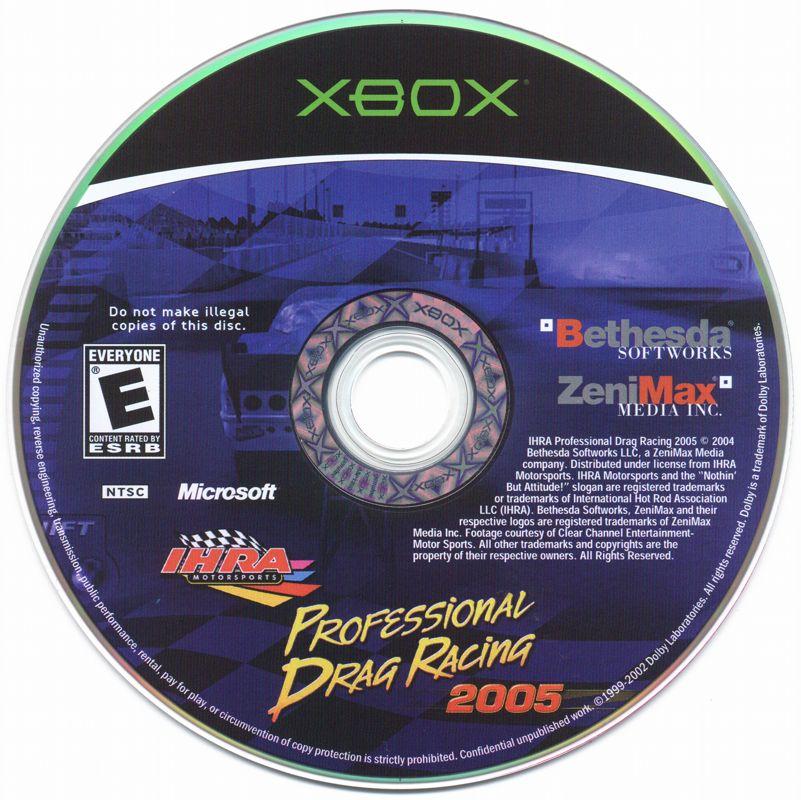 XBOX
Do not make illegal
copies of this disc.
XBOX
EVERYONE
E
®
CONTENT RATED BY
ESRB
NTSC
Microsoft
Bethesda®
SOFTWORKS
ZeniMax®
MEDIA INC.
IHRA Professional Drag Racing 2005 © 2004
Bethesda Softworks LLC, a ZeniMax Media
company. Distributed under license from IHRA
Motorsports. IHRA Motorsports and the "Nothin'
But Attitude!" slogan are registered trademarks
or trademarks of International Hot Rod Association
LLC (IHRA). Bethesda Softworks, ZeniMax and their
respective logos are registered trademarks of ZeniMax
Media Inc. Footage courtesy of Clear Channel Entertainment-
Motor Sports. All other trademarks and copyrights are the
property of their respective owners. All Rights Reserved.
IHRA
MOTORSPORTS
PROFESSIONAL
DRAG RACING
2005
Unauthorized copying, reverse engineering, transmission, public performance, rental, pay for play, or circumvention of copy protection is strictly prohibited. Confidential unpublished work. ©1999-2002 Dolby Laboratories. All rights reserved. Dolby is a trademark of Dolby Laboratories.